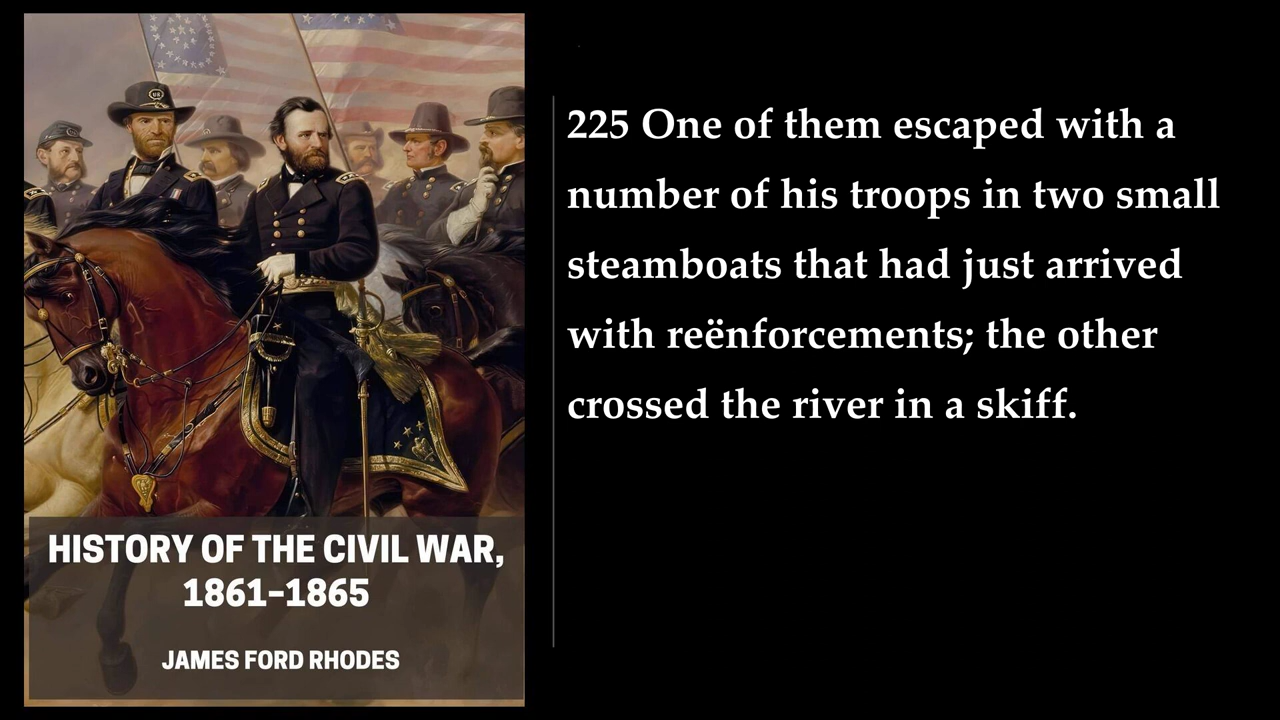 HISTORY OF THE CIVIL WAR,
1861–1865
JAMES FORD RHODES
225 One of them escaped with a
number of his troops in two small
steamboats that had just arrived
with reënforcements; the other
crossed the river in a skiff.